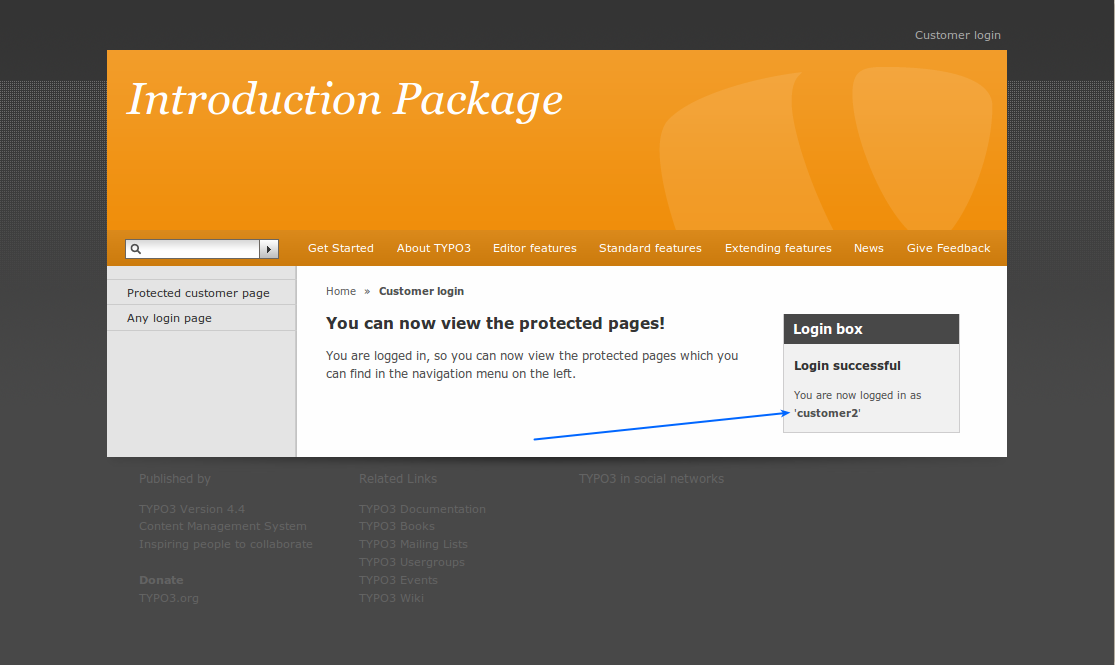 Customer login
Introduction Package
Get Started
About TYPO3
Editor features
Standard features
Extending features
News
Give Feedback
Protected customer page
Any login page
Home » Customer login
You can now view the protected pages!
You are logged in, so you can now view the protected pages which you
can find in the navigation menu on the left.
Login box
Login successful
You are now logged in as
'customer2'
Published by
TYPO3 Version 4.4
Content Management System
Inspiring people to collaborate
Donate
TYPO3.org
Related Links
TYPO3 Documentation
TYPO3 Books
TYPO3 Mailing Lists
TYPO3 Usergroups
TYPO3 Events
TYPO3 Wiki
TYPO3 in social networks